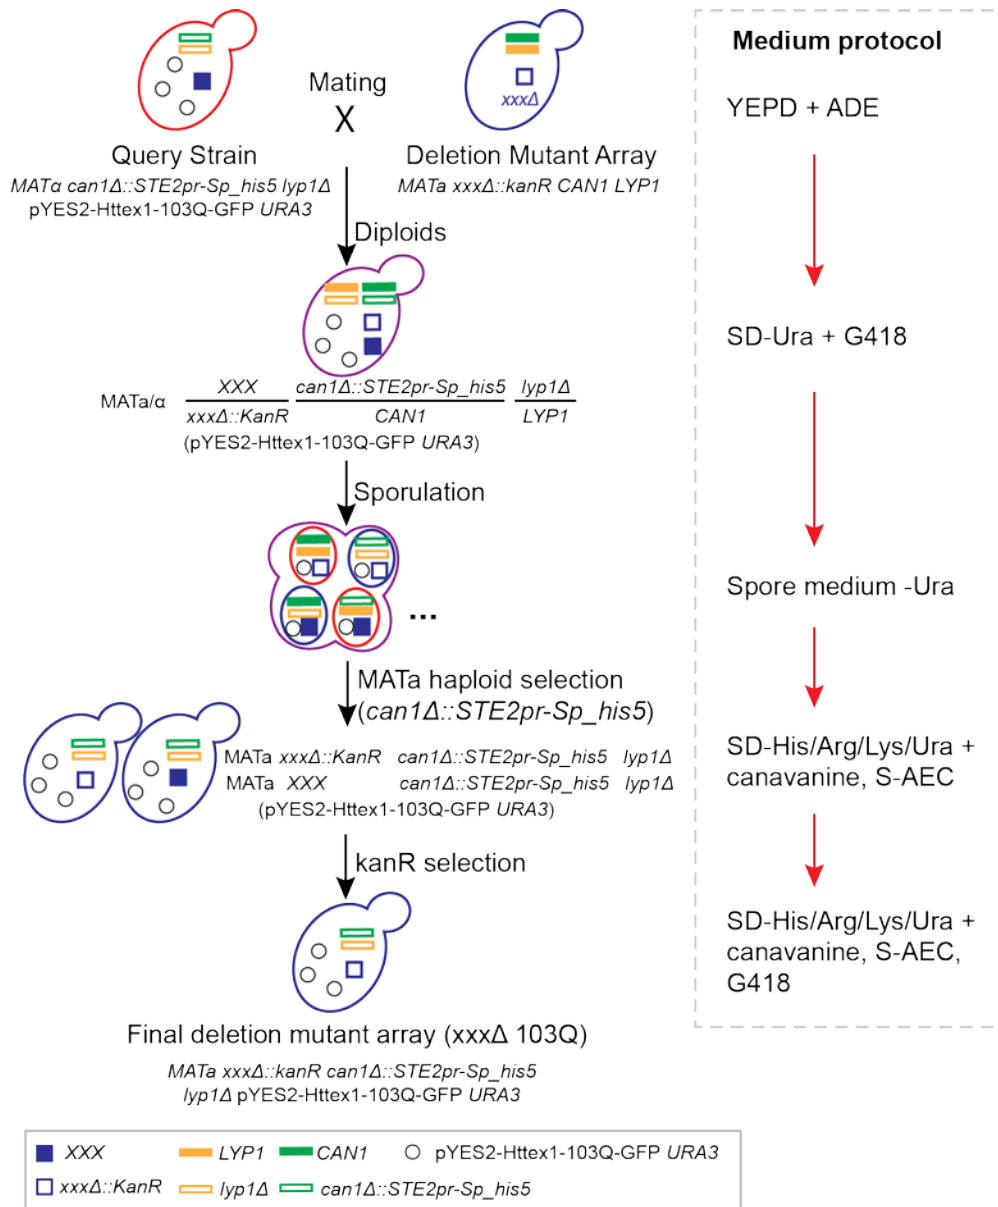 Medium protocol
Mating
X
xxxΔ
YEPD + ADE
Query Strain
Deletion Mutant Array
MATα can1Δ::STE2pr-Sp_his5 lyp1Δ
pYES2-Httex1-103Q-GFP URA3
MATa xxxΔ::kanR CAN1 LYP1
Diploids
SD-Ura + G418
MATa/α
XXX
xxxΔ::KanR
can1Δ::STE2pr-Sp_his5
CAN1
lyp1Δ
LYP1
(pYES2-Httex1-103Q-GFP URA3)
Sporulation
Spore medium -Ura
...
MATa haploid selection
(can1Δ::STE2pr-Sp_his5)
MATa xxxΔ::KanR can1Δ::STE2pr-Sp_his5 lyp1Δ
MATa XXX can1Δ::STE2pr-Sp_his5 lyp1Δ
(pYES2-Httex1-103Q-GFP URA3)
SD-His/Arg/Lys/Ura +
canavanine, S-AEC
kanR selection
SD-His/Arg/Lys/Ura +
canavanine, S-AEC,
G418
Final deletion mutant array (xxxΔ 103Q)
MATa xxxΔ::kanR can1Δ::STE2pr-Sp_his5
lyp1Δ pYES2-Httex1-103Q-GFP URA3
XXX LYP1 CAN1 pYES2-Httex1-103Q-GFP URA3
xxxΔ::KanR lyp1Δ can1Δ::STE2pr-Sp_his5